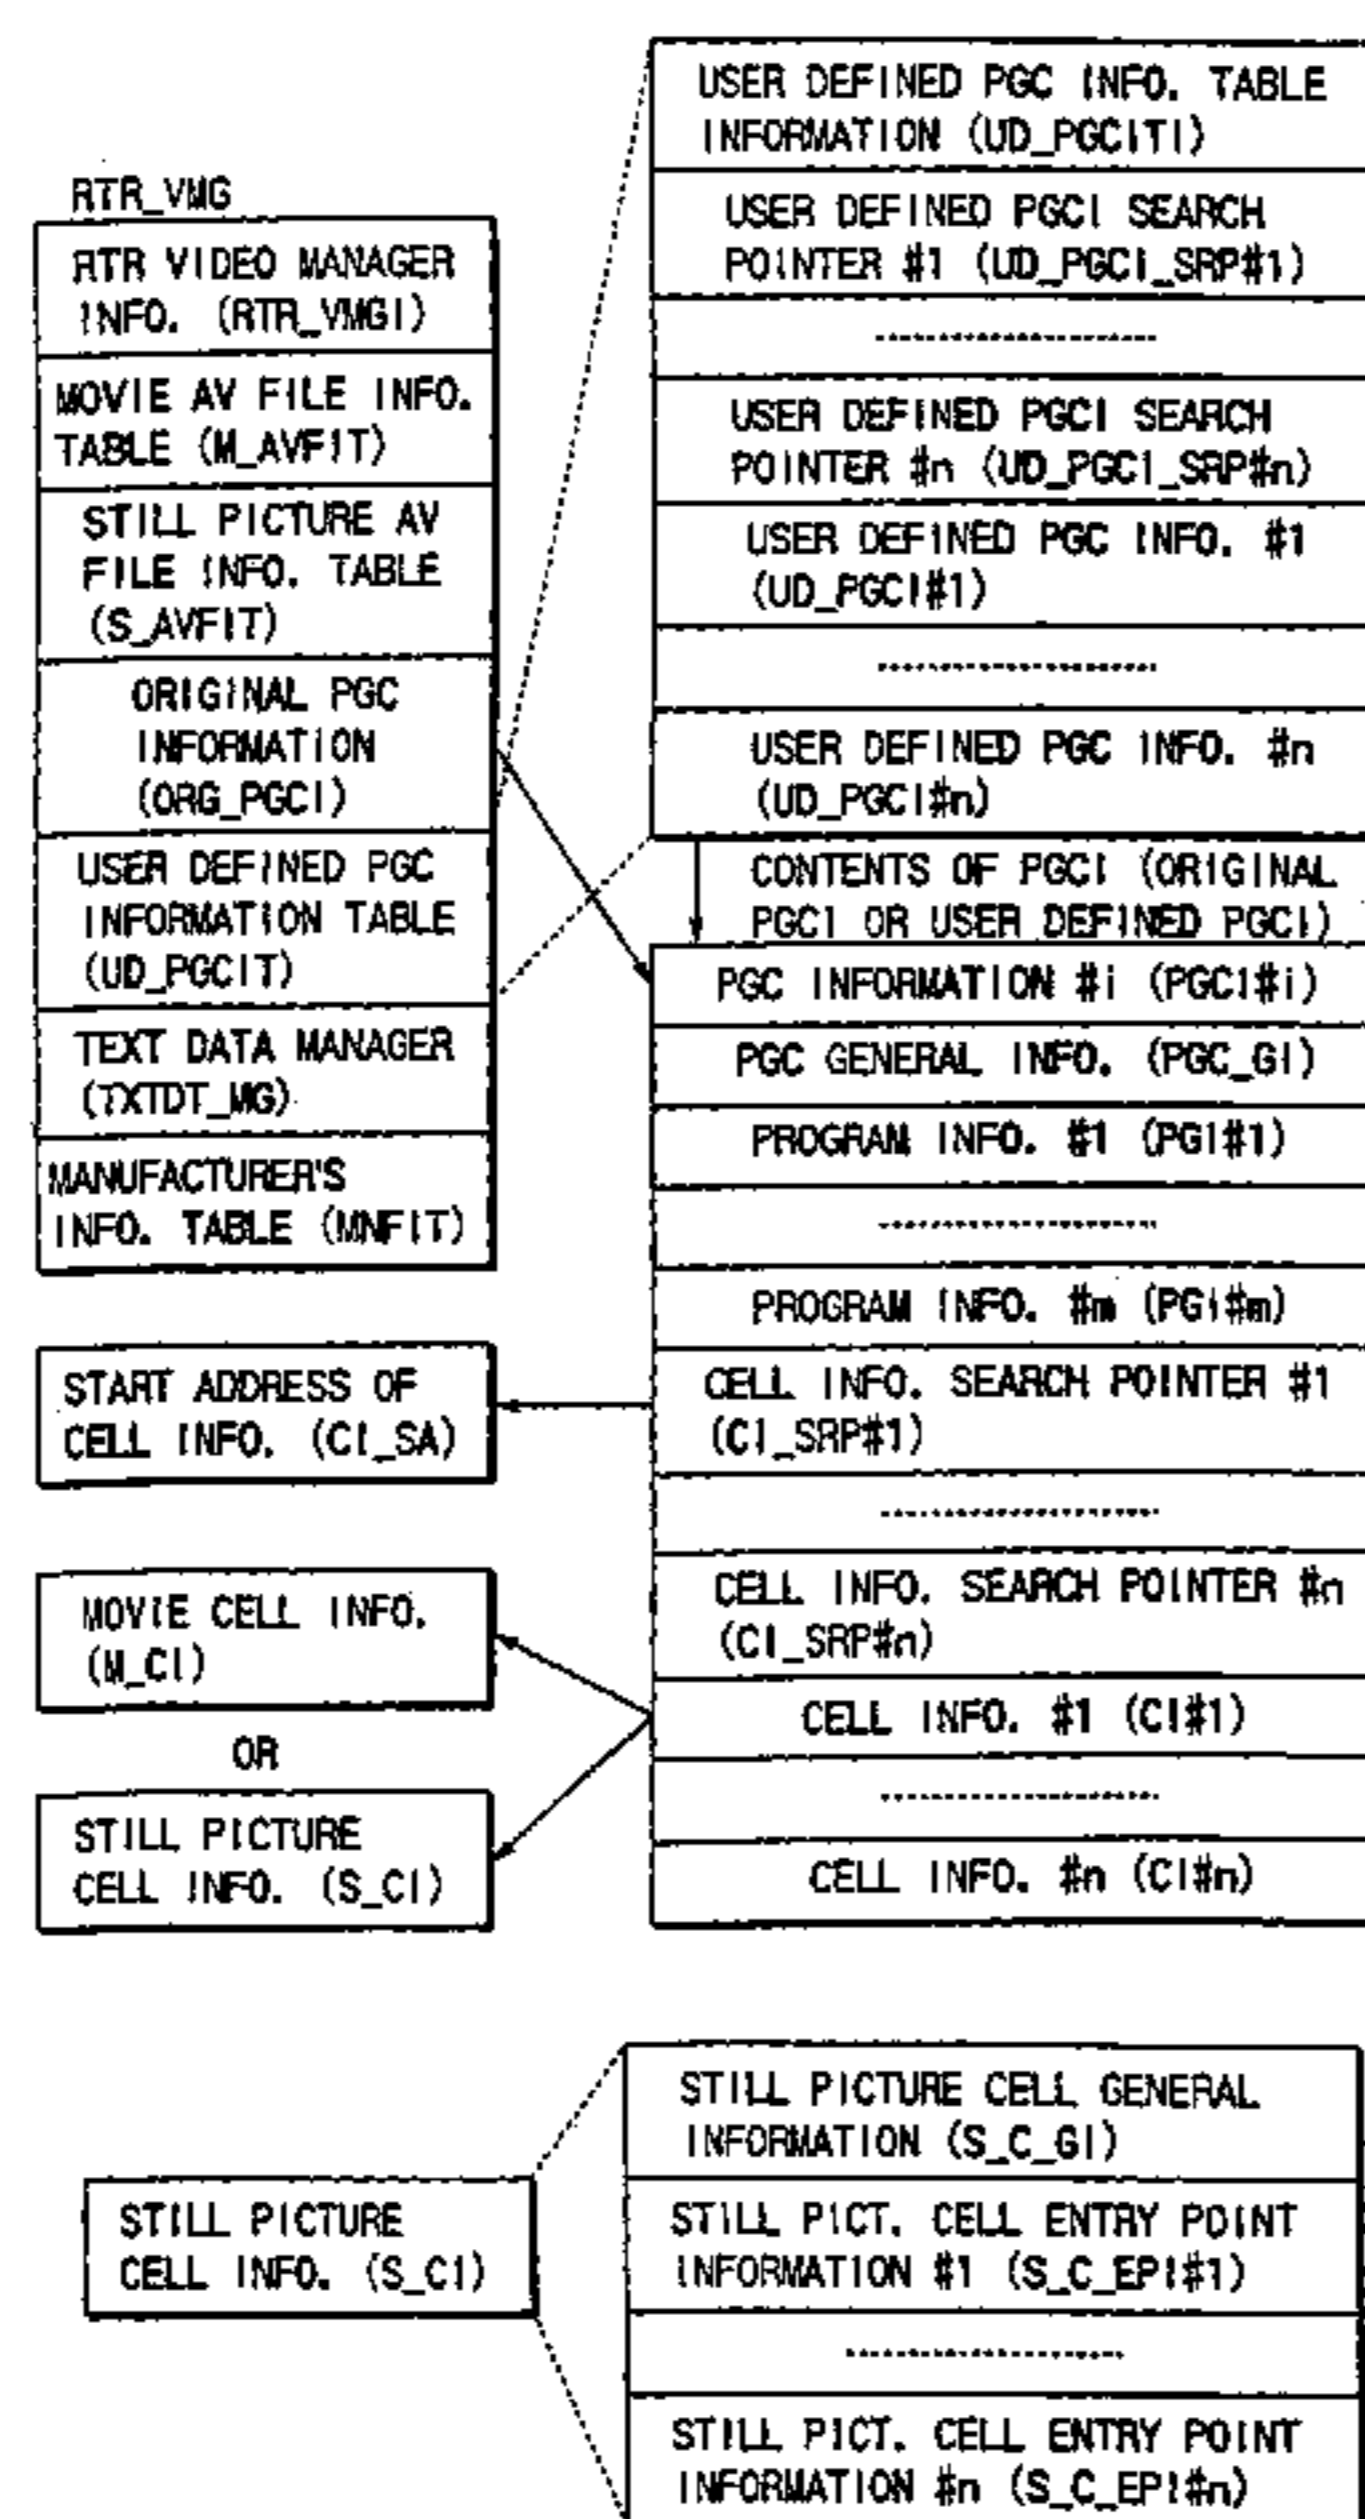 RTR_VMG
RTR VIDEO MANAGER
INFO. (RTR_VMGI)
MOVIE AV FILE INFO.
TABLE (M_AVFIT)
STILL PICTURE AV
FILE INFO. TABLE
(S_AVFIT)
ORIGINAL PGC
INFORMATION
(ORG_PGCI)
USER DEFINED PGC
INFORMATION TABLE
(UD_PGCIT)
TEXT DATA MANAGER
(TXTDT_MG)
MANUFACTURER'S
INFO. TABLE (MNFIT)
USER DEFINED PGC INFO. TABLE
INFORMATION (UD_PGCITI)
USER DEFINED PGCI SEARCH
POINTER #1 (UD_PGCI_SRP#1)
USER DEFINED PGCI SEARCH
POINTER #n (UD_PGCI_SRP#n)
USER DEFINED PGC INFO. #1
(UD_PGCI#1)
USER DEFINED PGC INFO. #n
(UD_PGCI#n)
CONTENTS OF PGCI (ORIGINAL
PGCI OR USER DEFINED PGCI)
PGC INFORMATION #i (PGCI#i)
PGC GENERAL INFO. (PGC_GI)
PROGRAM INFO. #1 (PGI#1)
PROGRAM INFO. #m (PGI#m)
CELL INFO. SEARCH POINTER #1
(CI_SRP#1)
CELL INFO. SEARCH POINTER #n
(CI_SRP#n)
CELL INFO. #1 (CI#1)
CELL INFO. #n (CI#n)
START ADDRESS OF
CELL INFO. (CI_SA)
MOVIE CELL INFO.
(M_CI)
OR
STILL PICTURE
CELL INFO. (S_CI)
STILL PICTURE
CELL INFO. (S_CI)
STILL PICTURE CELL GENERAL
INFORMATION (S_C_GI)
STILL PICT. CELL ENTRY POINT
INFORMATION #1 (S_C_EPI#1)
STILL PICT. CELL ENTRY POINT
INFORMATION #n (S_C_EPI#n)